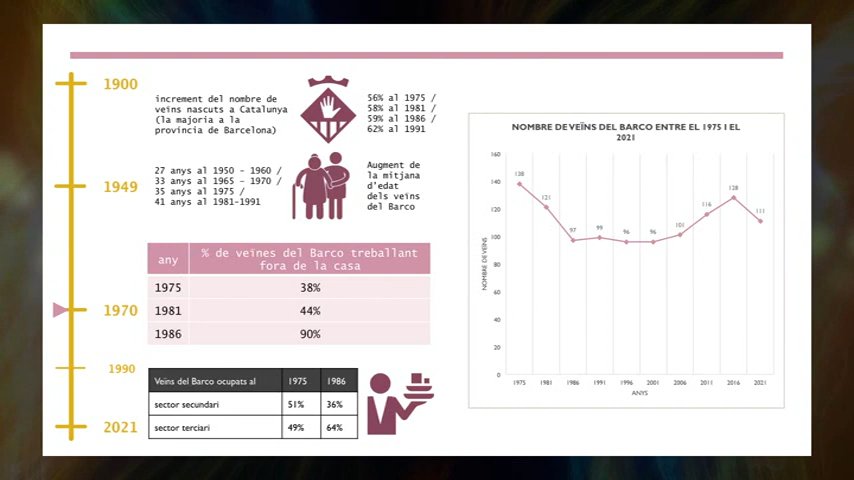 1900
increment del nombre de
veïns nascuts a Catalunya
(la majoria a la
província de Barcelona)
56% al 1975 /
58% al 1981 /
59% al 1986 /
62% al 1991
1949
27 anys al 1950 - 1960 /
33 anys al 1965 - 1970 /
35 anys al 1975 /
41 anys al 1981-1991
Augment de
la mitjana
d'edat
dels veïns
del Barco
any
% de veïnes del Barco treballant
fora de la casa
1975 38%
1981 44%
1986 90%
1970
1990
2021
Veïns del Barco ocupats al 1975 1986
sector secundari 51% 36%
sector terciari 49% 64%
NOMBRE DE VEÏNS DEL BARCO ENTRE EL 1975 I EL
2021
NOMBRE DE VEÏNS
160
140
120
100
80
60
40
20
0
138
121
97
99
96
96
101
116
128
111
1975 1981 1986 1991 1996 2001 2006 2011 2016 2021
ANYS